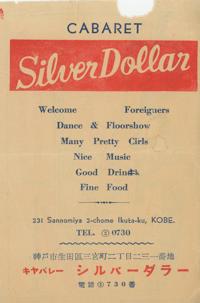 CABARET
Silver Dollar
Welcome Foreigners
Dance & Floorshow
Many Pretty Cirls
Nice Music
Good Drink
Fine Food
231 Sannomiya 2-chome Ikuta-ku, KOBE.
TEL. ③ 0730
神戸市生田区三宮町二丁目二三一番地
キヤバレー シルバーダラー
電話③730番